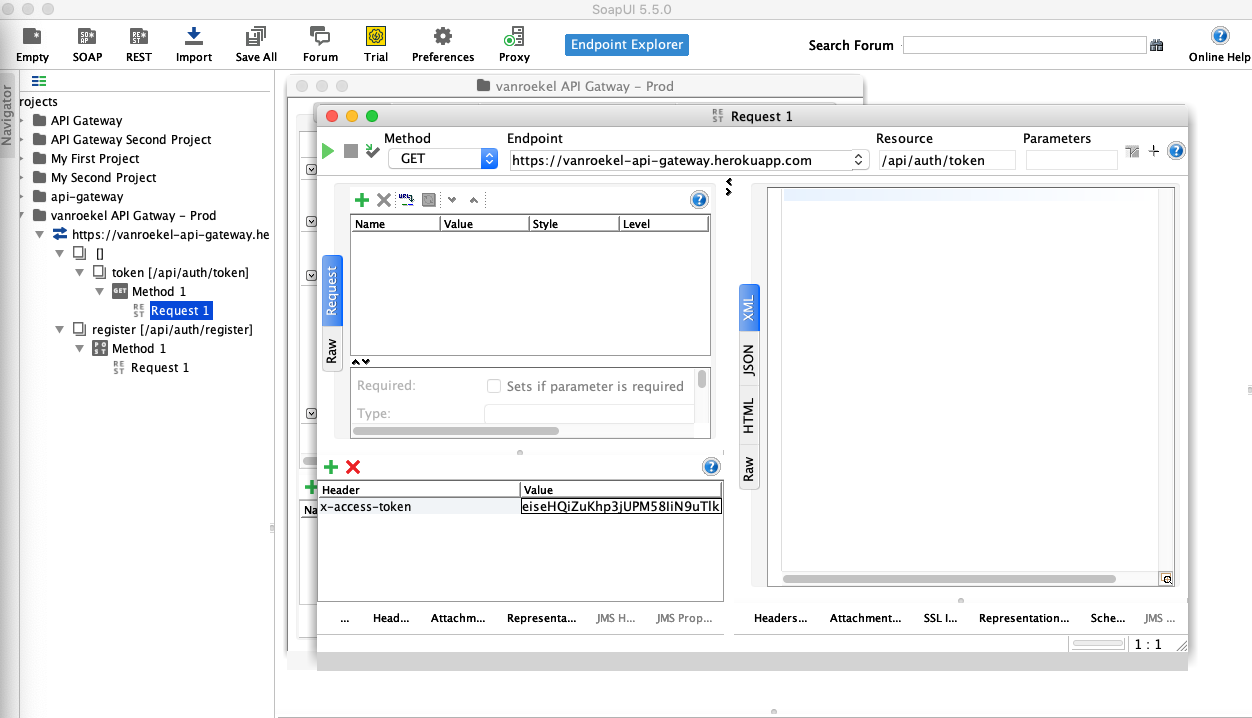 SoapUI 5.5.0
Empty SOAP REST Import Save All Forum Trial Preferences Proxy Endpoint Explorer Search Forum Online Help
Navigator
rojects
API Gateway
API Gateway Second Project
My First Project
My Second Project
api-gateway
vanroekel API Gatway - Prod
https://vanroekel-api-gateway.he
[]
token [/api/auth/token]
GET Method 1
REST Request 1
register [/api/auth/register]
POST Method 1
REST Request 1
vanroekel API Gatway - Prod
REST Request 1
Method Endpoint Resource Parameters
GET https://vanroekel-api-gateway.herokuapp.com /api/auth/token
Name Value Style Level
Request
Raw
Required: Sets if parameter is required
Type:
XML
JSON
HTML
Raw
Na
Header Value
x-access-token eiseHQiZuKhp3jUPM58IiN9uTlk
... Head... Attachm... Representa... JMS H... JMS Prop...
Headers... Attachment... SSL I... Representation... Sche... JMS ...
1 : 1